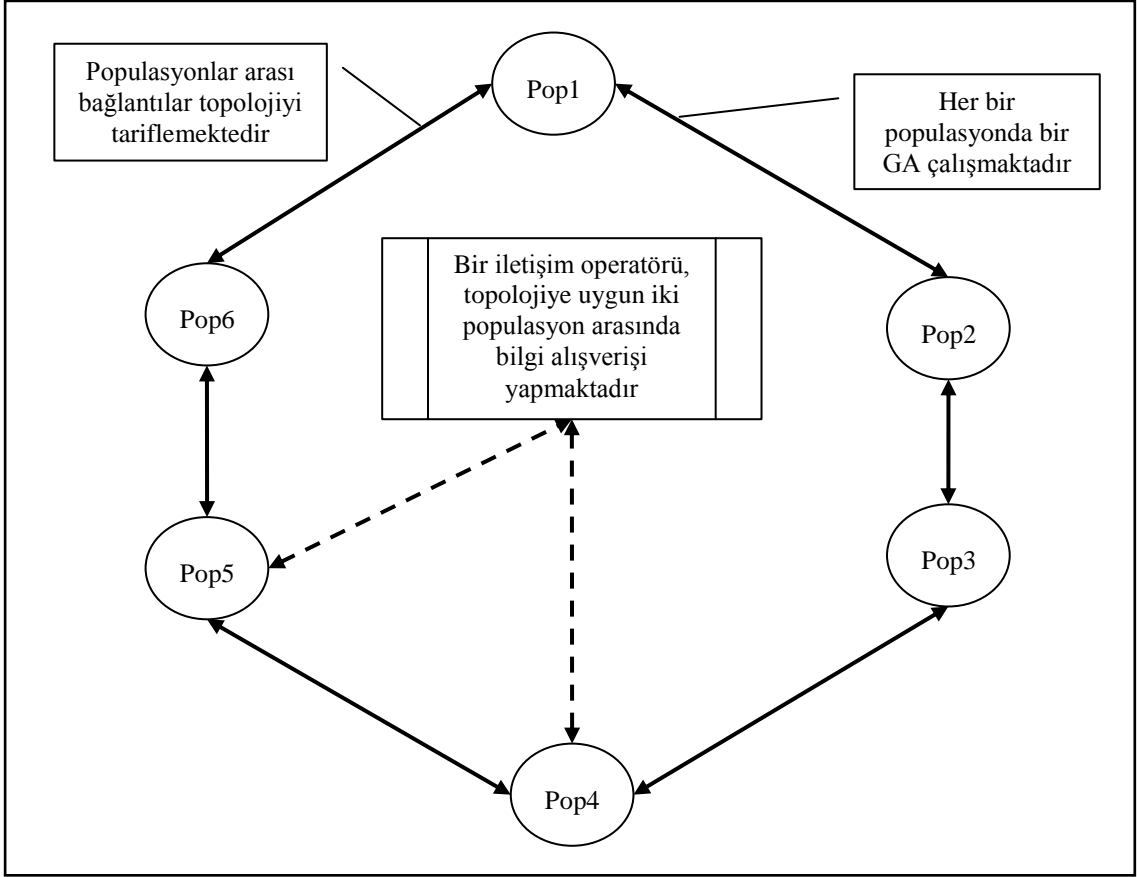 Populasyonlar arası
bağlantılar topolojiyi
tariflemektedir
Pop1
Her bir
populasyonda bir
GA çalışmaktadır
Bir iletişim operatörü,
topolojiye uygun iki
populasyon arasında
bilgi alışverişi
yapmaktadır
Pop6
Pop2
Pop5
Pop3
Pop4